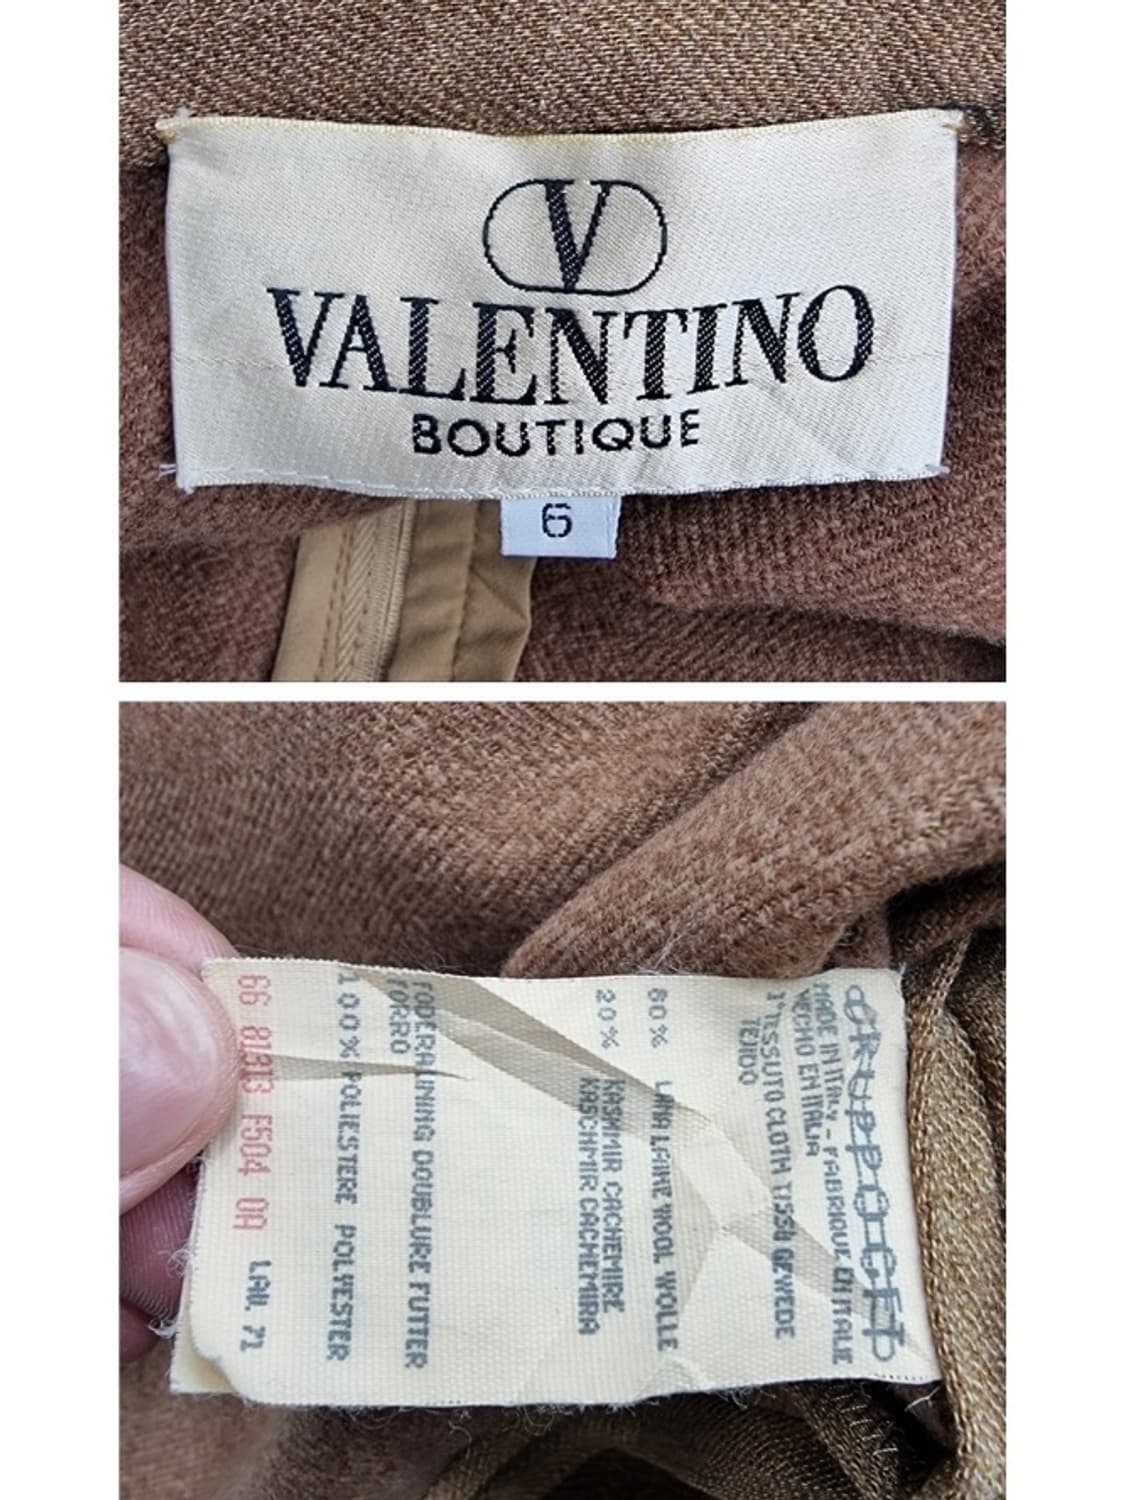 V
VALENTINO
BOUTIQUE
6
GRUPPO GFT
MADE IN ITALY - FABRIQUE EN ITALIE
HECHO EN ITALIA
TESSUTO CLOTH TISSU GEWEDE
TEJIDO
80% LANA LAINE WOOL WOLLE
20% KASHMIR CACHEMIRE
KASCHMIR CACHEMIRA
FODERA LINING DOUBLURE FUTTER
FORRO
100% POLIESTERE POLYESTER
66 81313 F504 0A LAV. 71